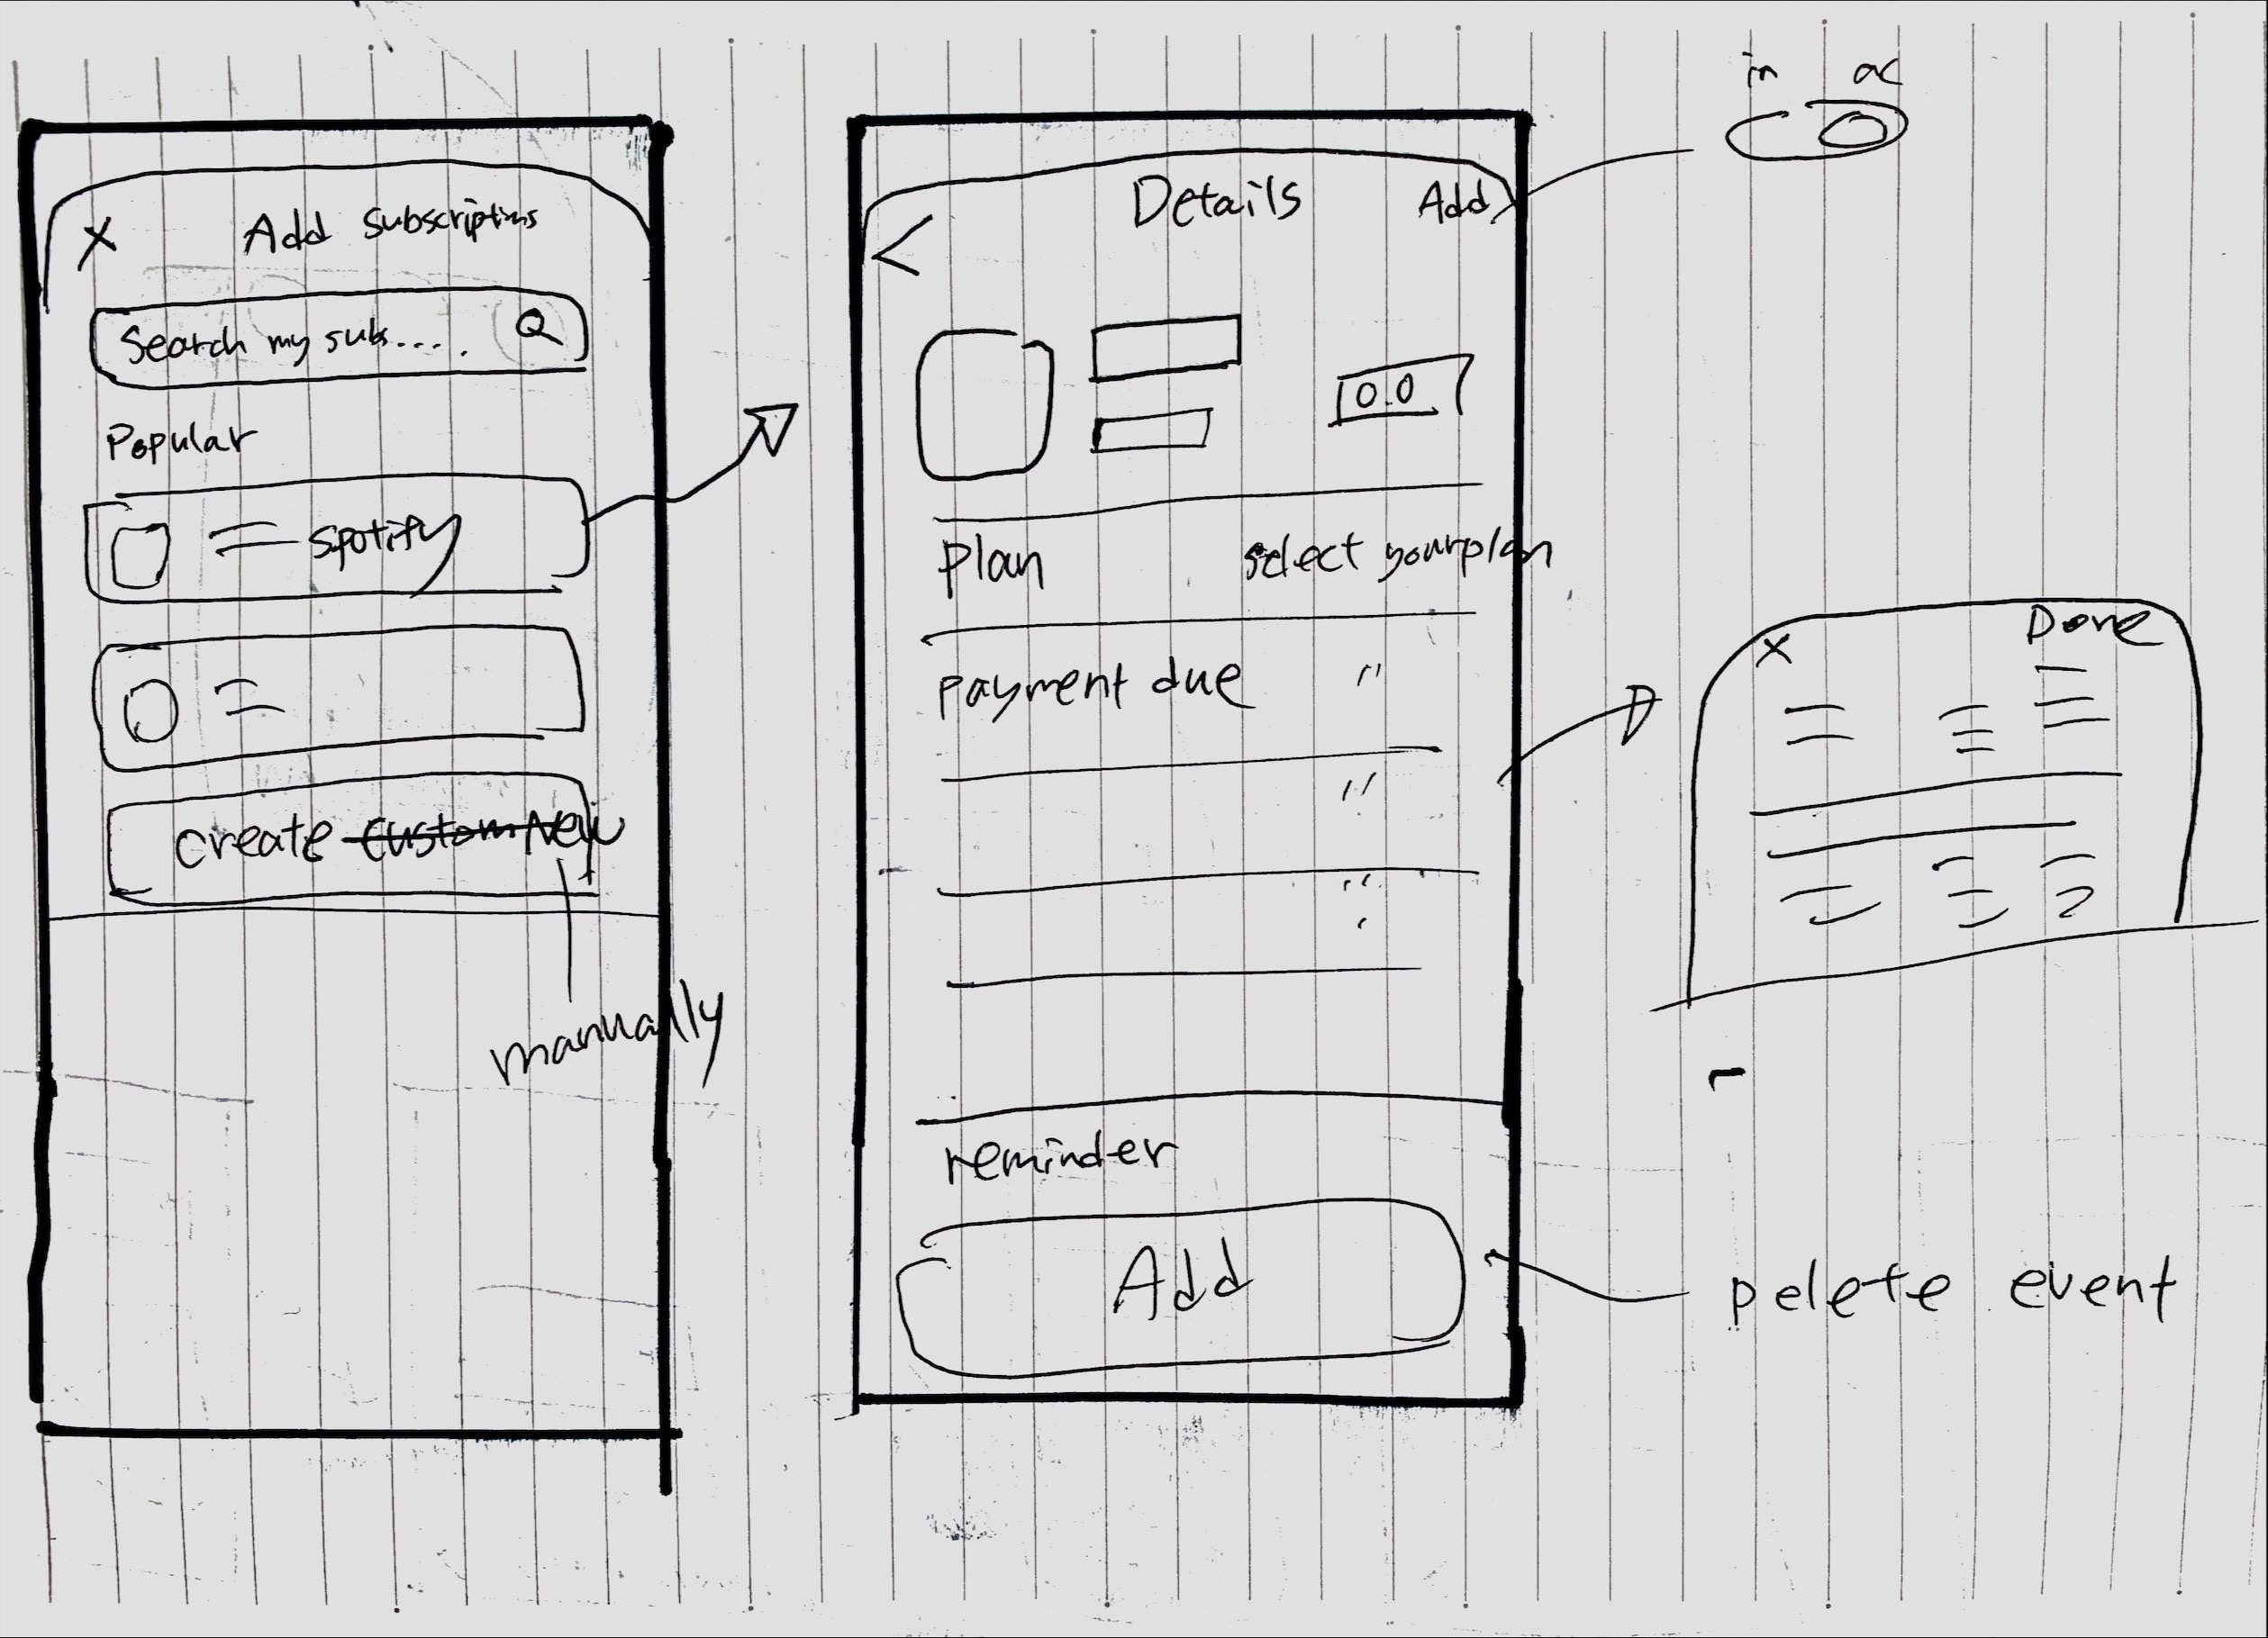 x Add subscriptions
Search my subs....
Popular
Spotify
create custom New
manually
Details Add
0.0
plan select your plan
payment due "
"
"
reminder
Add
in ac
x Done
Delete event